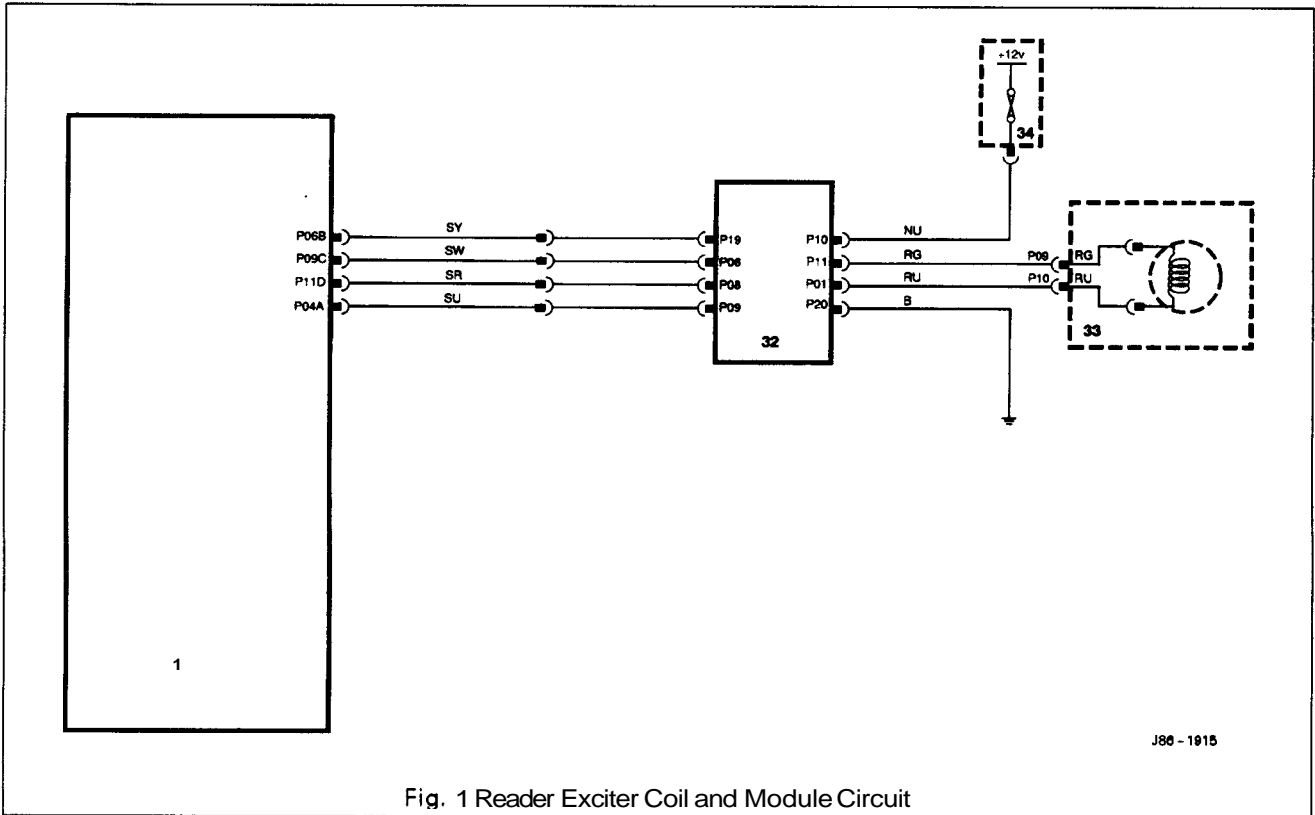 +12v
34
P06B SY P19 P10 NU
P09C SW P06 P11 RG P09 RG
P11D SR P08 P01 RU P10 RU
P04A SU P09 P20 B
32
33
1
J86 - 1915
Fig. 1 Reader Exciter Coil and Module Circuit